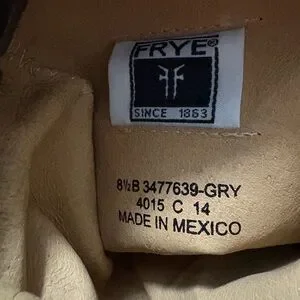 FRYE®
SINCE 1863
8½B 3477639-GRY
4015 C 14
MADE IN MEXICO